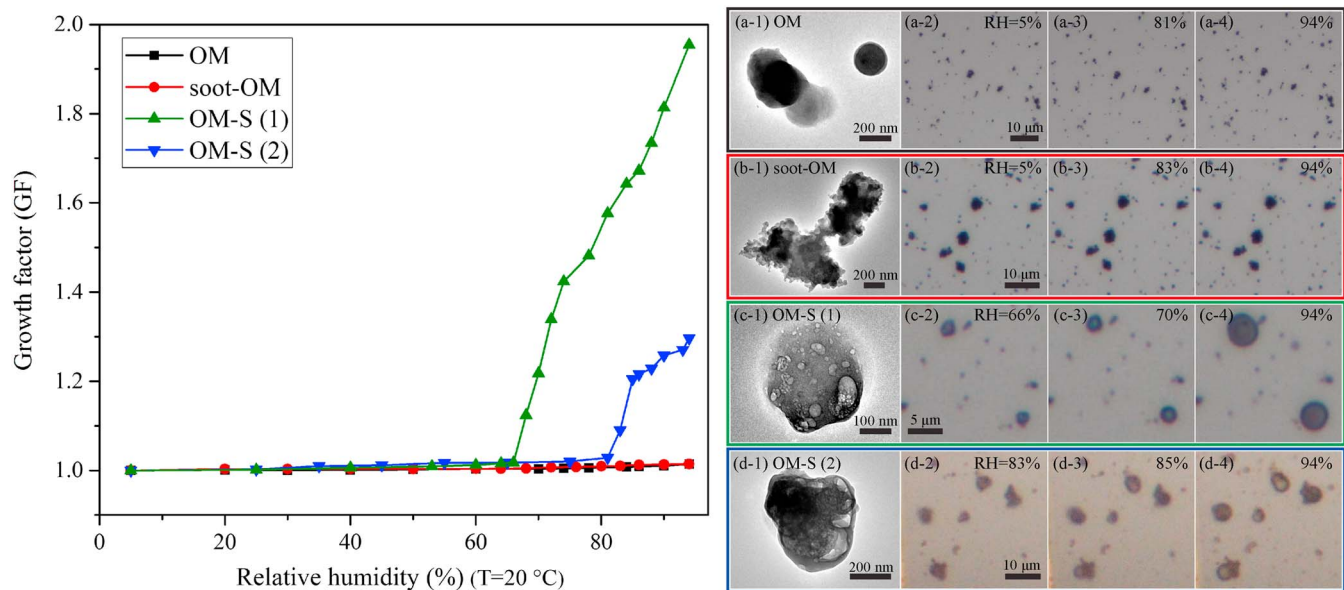 Growth factor (GF)
2.0
1.8
1.6
1.4
1.2
1.0
0
20
40
60
80
Relative humidity (%) (T=20 °C)
OM
soot-OM
OM-S (1)
OM-S (2)
(a-1) OM
200 nm
(a-2) RH=5%
10 µm
(a-3) 81%
(a-4) 94%
(b-1) soot-OM
200 nm
(b-2) RH=5%
10 µm
(b-3) 83%
(b-4) 94%
(c-1) OM-S (1)
100 nm
(c-2) RH=66%
5 µm
(c-3) 70%
(c-4) 94%
(d-1) OM-S (2)
200 nm
(d-2) RH=83%
10 µm
(d-3) 85%
(d-4) 94%